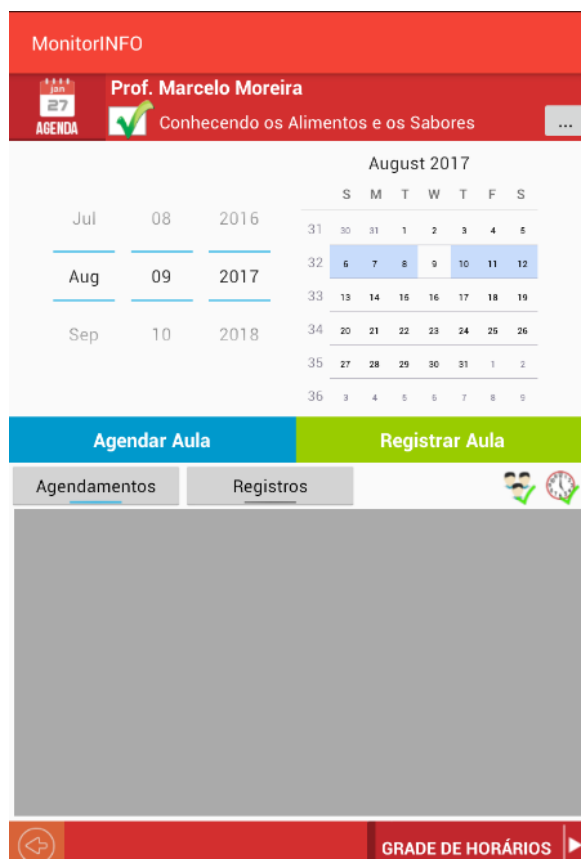 MonitorINFO
jan
27
AGENDA
Prof. Marcelo Moreira
Conhecendo os Alimentos e os Sabores
...
Jul 08 2016
Aug 09 2017
Sep 10 2018
August 2017
S M T W T F S
31 30 31 1 2 3 4 5
32 6 7 8 9 10 11 12
33 13 14 15 16 17 18 19
34 20 21 22 23 24 25 26
35 27 28 29 30 31 1 2
36 3 4 5 6 7 8 9
Agendar Aula
Registrar Aula
Agendamentos
Registros
GRADE DE HORÁRIOS